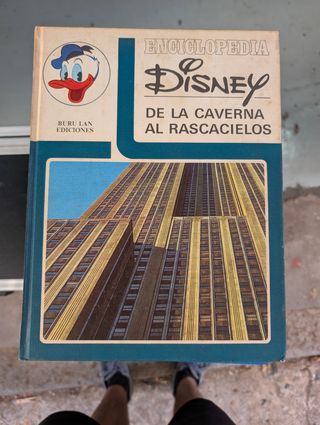 ENCICLOPEDIA
DISNEY
DE LA CAVERNA
AL RASCACIELOS
BURU LAN
EDICIONES